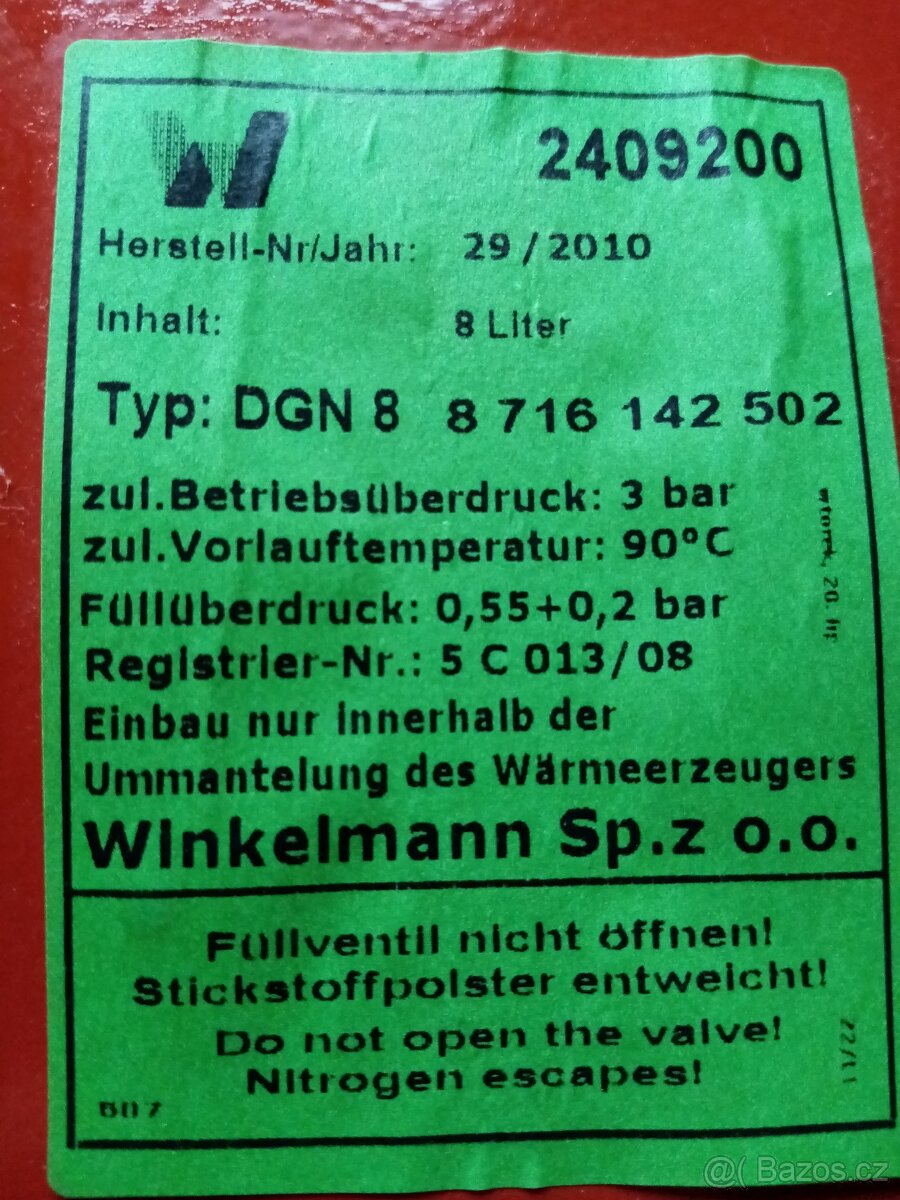 W
2409200
Herstell-Nr/Jahr: 29/2010
Inhalt: 8 Liter
Typ: DGN 8 8 716 142 502
zul.Betriebsüberdruck: 3 bar
zul.Vorlauftemperatur: 90°C
Füllüberdruck: 0,55+0,2 bar
Registrier-Nr.: 5 C 013/08
Einbau nur innerhalb der
Ummantelung des Wärmeerzeugers
Winkelmann Sp.z o.o.
wtorek, 20.
Füllventil nicht öffnen!
Stickstoffpolster entweicht!
Do not open the valve!
Nitrogen escapes!
@( Bazos.cz